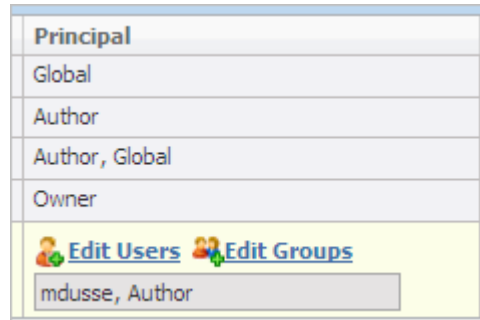 Principal
Global
Author
Author, Global
Owner
Edit Users Edit Groups
mdusse, Author